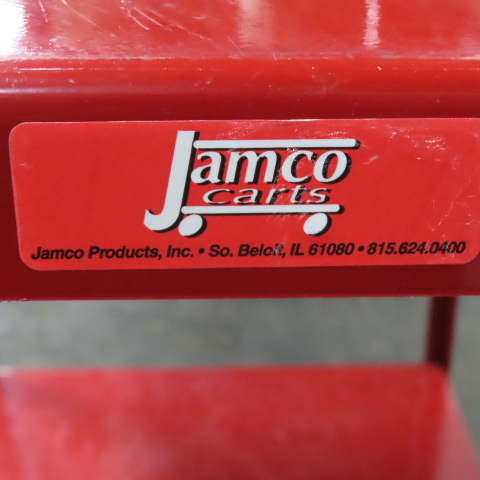 Jamco
carts
Jamco Products, Inc. • So. Beloit, IL 61080 • 815.624.0400